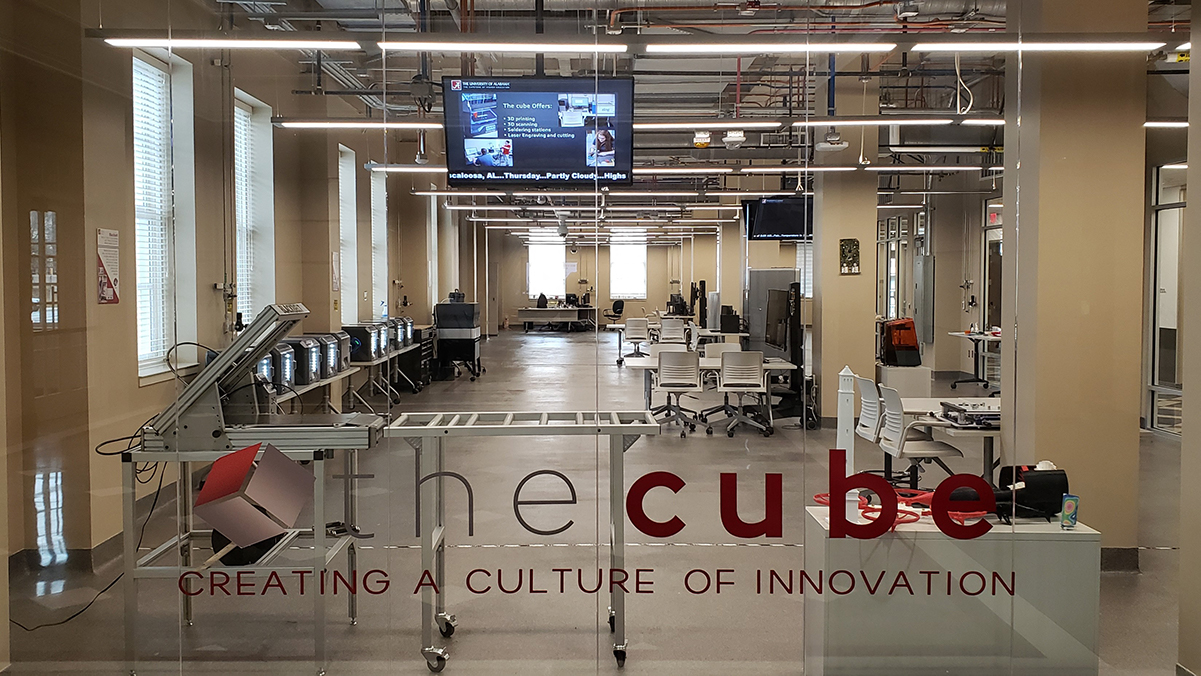 THE UNIVERSITY OF ALABAMA
The cube Offers:
• 3D printing
• 3D scanning
• Soldering stations
• Laser Engraving and cutting
caloosa, AL...Thursday...Partly Cloudy...Highs
the cube
CREATING A CULTURE OF INNOVATION